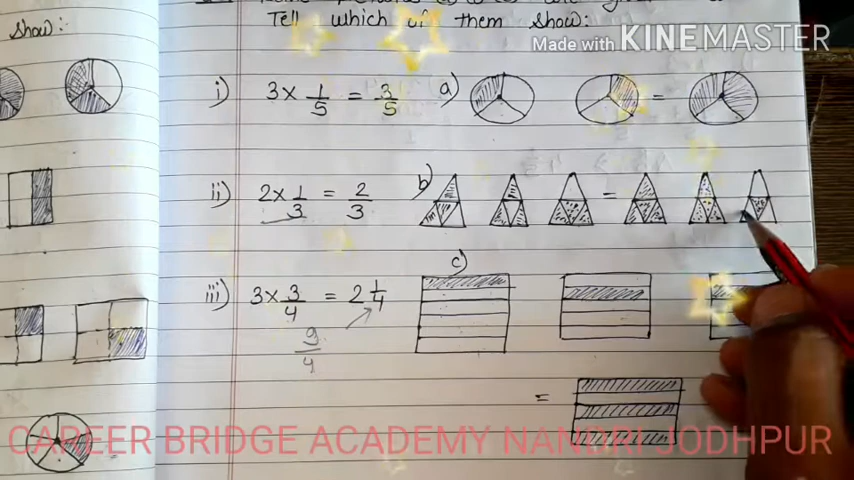 Show:
Tell which of them show:
Made with KINEMASTER
i) 3 × 1/5 = 3/5 a) =
ii) 2 × 1/3 = 2/3 b) =
iii) 3 × 3/4 = 2 1/4 c)
9/4
=
CAREER BRIDGE ACADEMY NANDRI JODHPUR
=